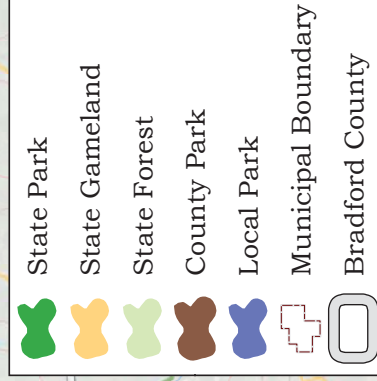 State Park
State Gameland
State Forest
County Park
Local Park
Municipal Boundary
Bradford County